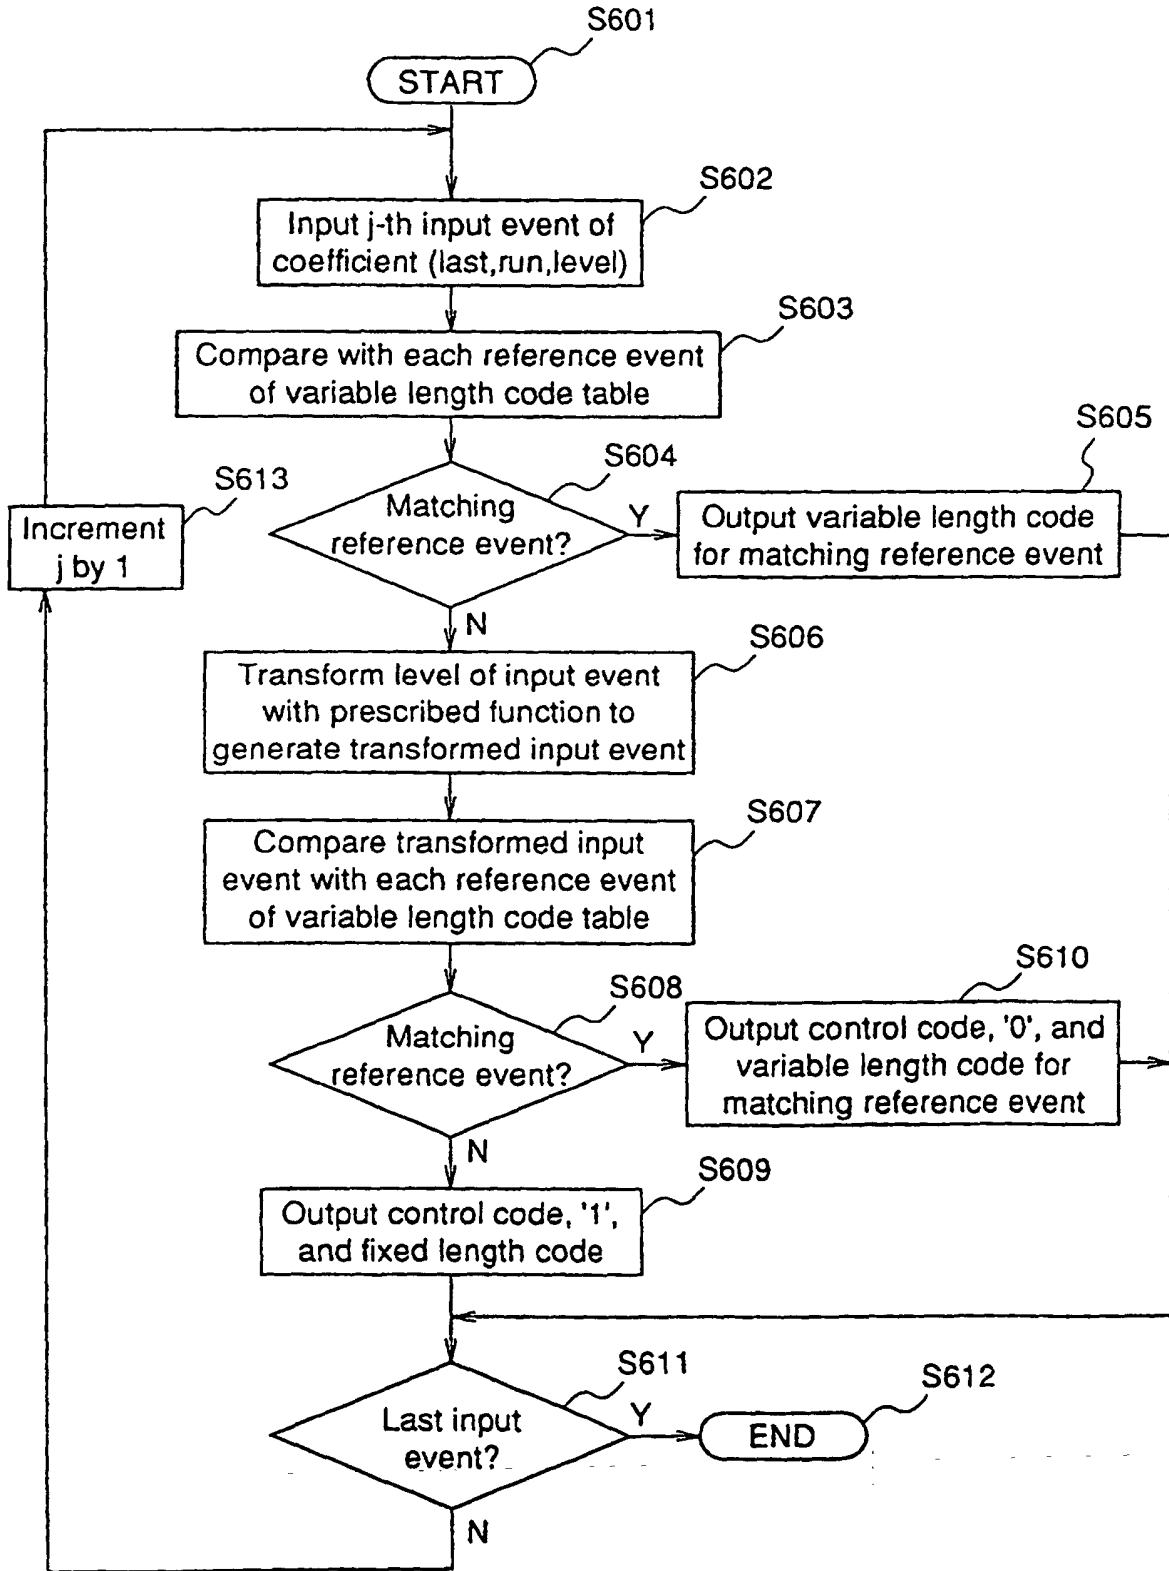 S601
START
S602
Input j-th input event of
coefficient (last,run,level)
S603
Compare with each reference event
of variable length code table
S604
Matching
reference event?
Y
N
S605
Output variable length code
for matching reference event
S613
Increment
j by 1
S606
Transform level of input event
with prescribed function to
generate transformed input event
S607
Compare transformed input
event with each reference event
of variable length code table
S608
Matching
reference event?
Y
N
S610
Output control code, '0', and
variable length code for
matching reference event
S609
Output control code, '1',
and fixed length code
S611
Last input
event?
Y
N
S612
END